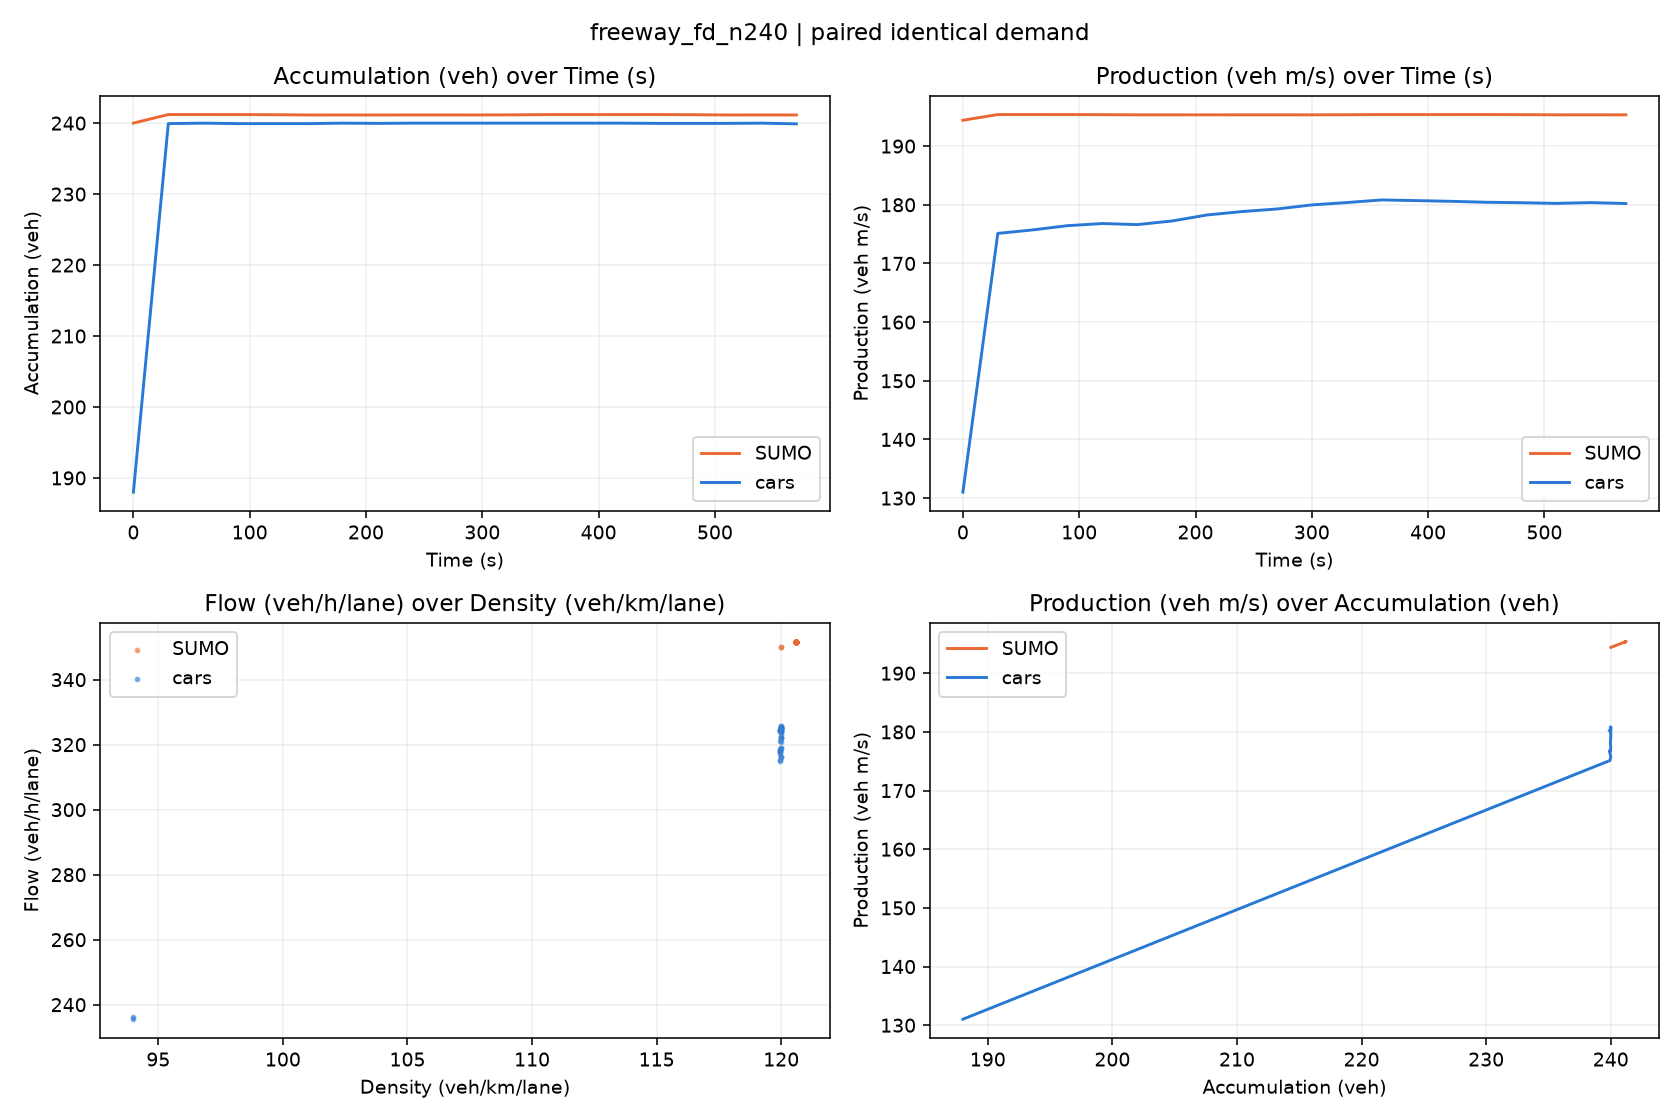 freeway_fd_n240 | paired identical demand
Accumulation (veh) over Time (s)
Accumulation (veh)
240
230
220
210
200
190
0 100 200 300 400 500
Time (s)
SUMO
cars
Production (veh m/s) over Time (s)
Production (veh m/s)
190
180
170
160
150
140
130
0 100 200 300 400 500
Time (s)
SUMO
cars
Flow (veh/h/lane) over Density (veh/km/lane)
Flow (veh/h/lane)
SUMO
cars
340
320
300
280
260
240
95 100 105 110 115 120
Density (veh/km/lane)
Production (veh m/s) over Accumulation (veh)
Production (veh m/s)
SUMO
cars
190
180
170
160
150
140
130
190 200 210 220 230 240
Accumulation (veh)